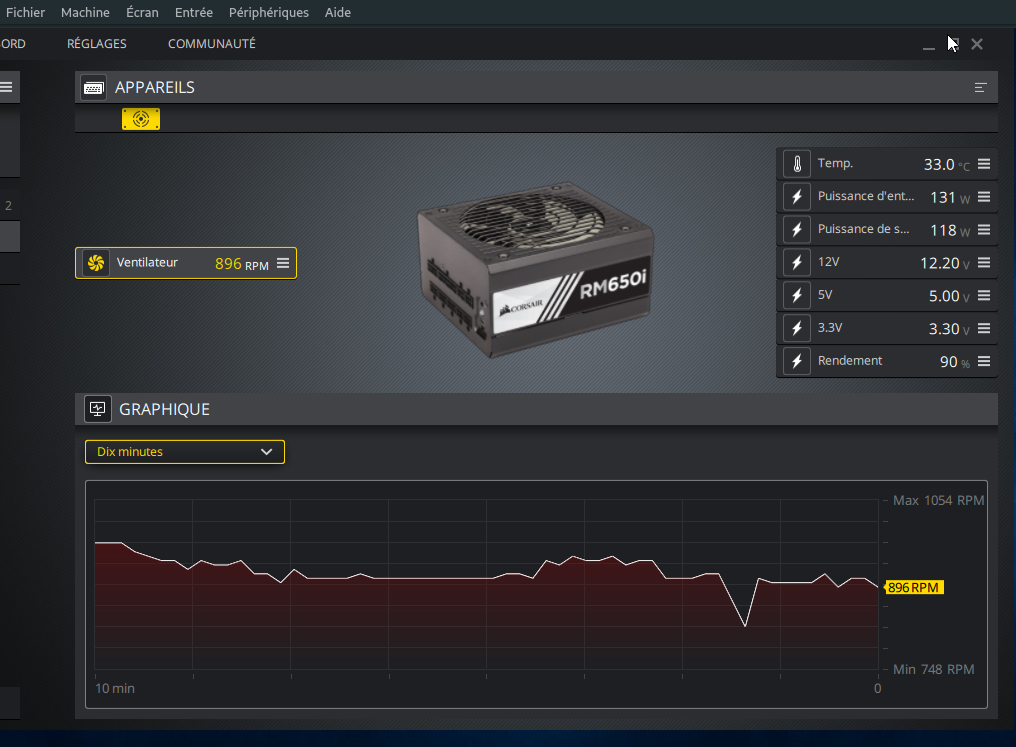 Fichier Machine Écran Entrée Périphériques Aide
ORD RÉGLAGES COMMUNAUTÉ
APPAREILS
2
Temp. 33.0 °C
Puissance d'ent... 131 W
Puissance de s... 118 W
Ventilateur 896 RPM
12V 12.20 V
5V 5.00 V
3.3V 3.30 V
Rendement 90 %
CORSAIR RM650i
GRAPHIQUE
Dix minutes
Max 1054 RPM
896 RPM
Min 748 RPM
10 min 0